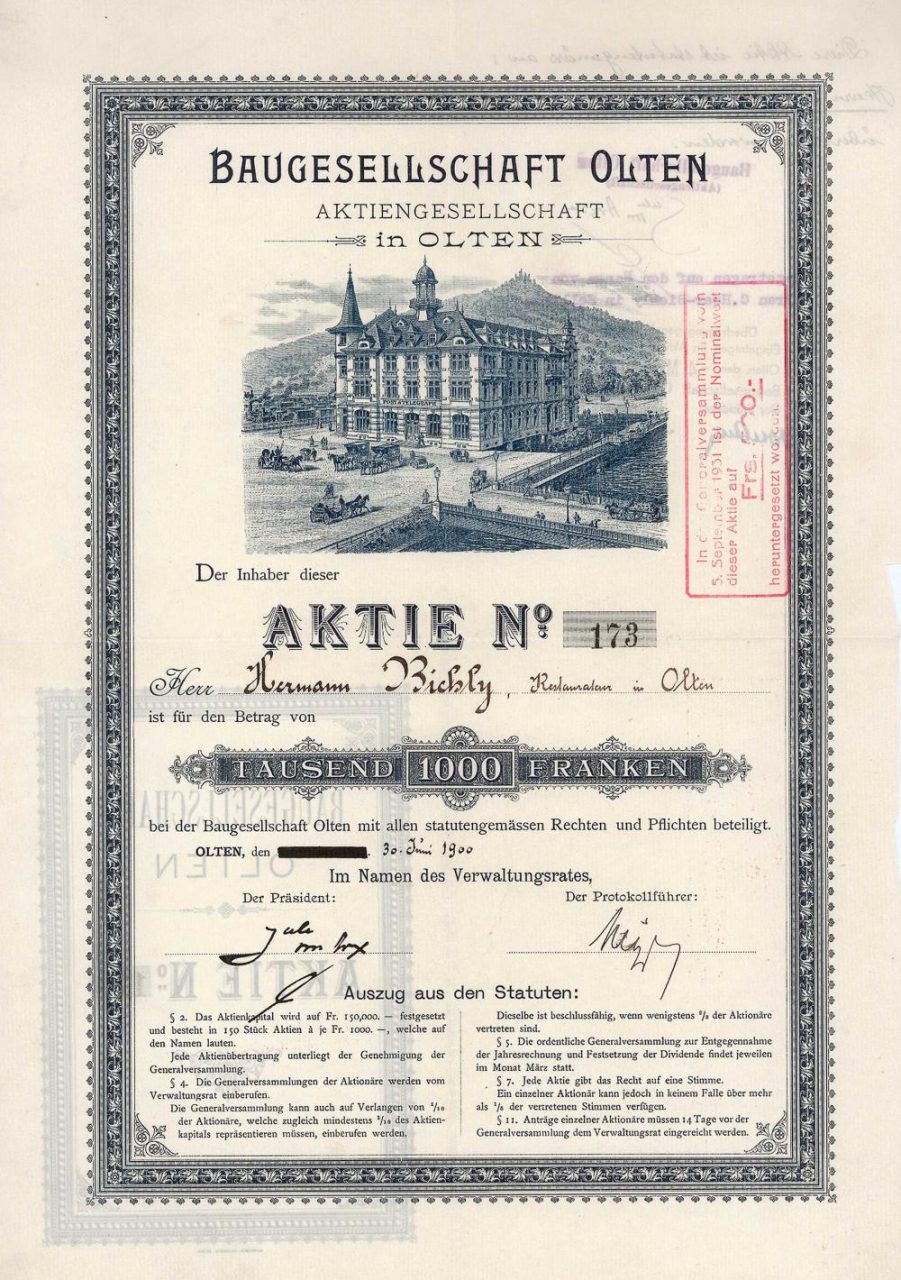 BAUGESELLSCHAFT OLTEN
AKTIENGESELLSCHAFT
in OLTEN
POST & TELEGRAPH
In der Generalversammlung vom
5. September 1931 ist der Nominalwert
dieser Aktie auf
Frs.
heruntergesetzt worden.
Der Inhaber dieser
AKTIE No. 173
Herr Hermann Bichly, Restaurateur in Olten
ist für den Betrag von
TAUSEND 1000 FRANKEN
bei der Baugesellschaft Olten mit allen statutengemässen Rechten und Pflichten beteiligt.
OLTEN, den 30. Juni 1900
Im Namen des Verwaltungsrates,
Der Präsident:
Der Protokollführer:
Auszug aus den Statuten:
§ 2. Das Aktienkapital wird auf Fr. 150,000.— festgesetzt
und besteht in 150 Stück Aktien à je Fr. 1000.—, welche auf
den Namen lauten.
Jede Aktienübertragung unterliegt der Genehmigung der
Generalversammlung.
§ 4. Die Generalversammlungen der Aktionäre werden vom
Verwaltungsrat einberufen.
Die Generalversammlung kann auch auf Verlangen von
der Aktionäre, welche zugleich mindestens des Aktien-
kapitals repräsentieren müssen, einberufen werden.
Dieselbe ist beschlussfähig, wenn wenigstens der Aktionäre
vertreten sind.
§ 5. Die ordentliche Generalversammlung zur Entgegennahme
der Jahresrechnung und Festsetzung der Dividende findet jeweilen
im Monat März statt.
§ 7. Jede Aktie gibt das Recht auf eine Stimme.
Ein einzelner Aktionär kann jedoch in keinem Falle über mehr
als der vertretenen Stimmen verfügen.
§ 11. Anträge einzelner Aktionäre müssen 14 Tage vor der
Generalversammlung dem Verwaltungsrat eingereicht werden.